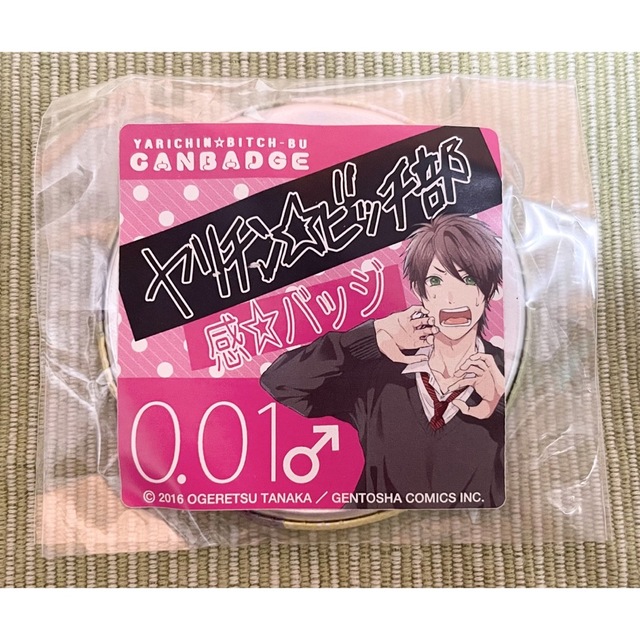 YARICHIN☆BITCH-BU
CANBADGE
ヤリチン☆ビッチ部
感☆バッジ
0.01♂
© 2016 OGERETSU TANAKA / GENTOSHA COMICS INC.